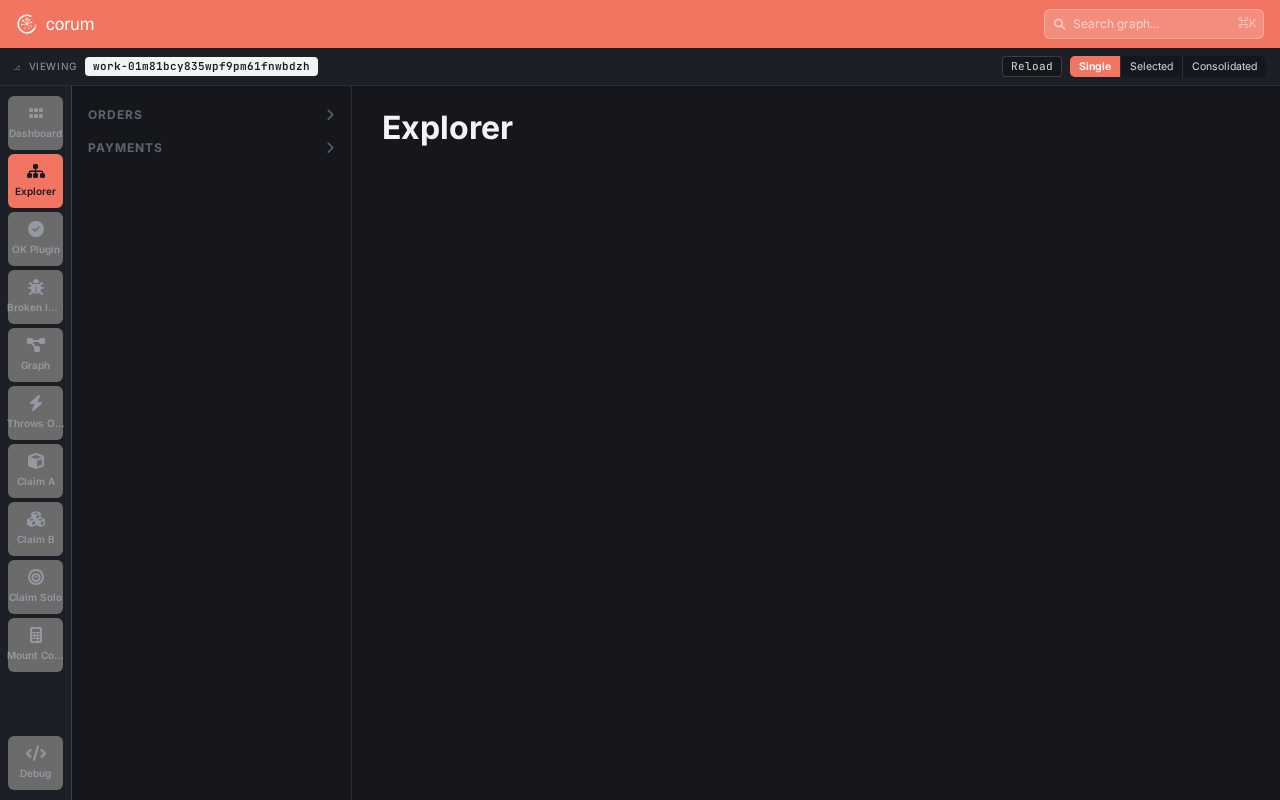 corum
Search graph... ⌘K
VIEWING work-01m81bcy835wpf9pm61fnwbdzh
Reload Single Selected Consolidated
Dashboard
Explorer
OK Plugin
Broken I...
Graph
Throws O...
Claim A
Claim B
Claim Solo
Mount Co...
Debug
ORDERS
PAYMENTS
Explorer